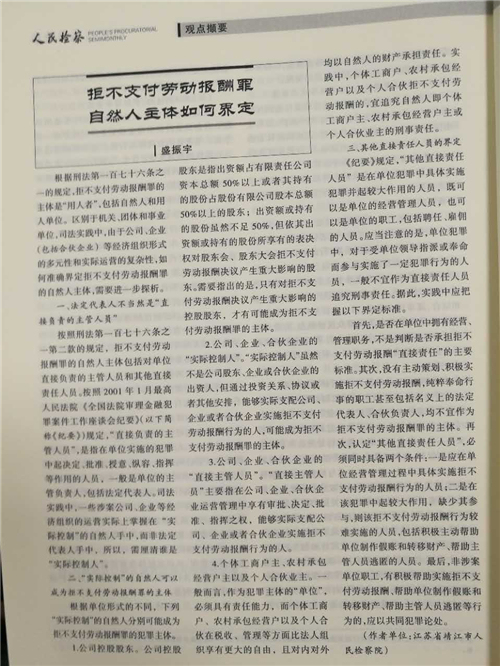 人民检察
PEOPLE'S PROCURATORIAL
SEMIMONTHLY
观点撷要
拒不支付劳动报酬罪
自然人主体如何界定
盛振宇
根据刑法第一百七十六条之
一的规定,拒不支付劳动报酬罪的
主体是“用人者”,包括自然人和用
人单位。区别于机关、团体和事业
单位,司法实践中,由于公司、企业
(包括合伙企业)等经济组织形式
的多元性和实际运营的复杂性,如
何准确界定拒不支付劳动报酬罪
的自然人主体,需要进一步探析。
一、法定代表人不当然是“直
接负责的主管人员”
按照刑法第一百七十六条之
一第二款的规定,拒不支付劳动
报酬罪的自然人主体包括对单位
直接负责的主管人员和其他直接
责任人员。按照2001年1月最高
人民法院《全国法院审理金融犯
罪案件工作座谈会纪要》(以下简
称《纪要》)规定,“直接负责的主
管人员”,是指在单位实施的犯罪
中起决定、批准、授意、纵容、指挥
等作用的人员,一般是单位的主
管负责人,包括法定代表人。司法
实践中,一些涉案公司、企业等经
济组织的运营实际上掌握在“实
际控制”的自然人手中,而非法定
代表人手中,所以,需厘清谁是
“实际控制人”。
二、“实际控制”的自然人可以
成为拒不支付劳动报酬罪的主体
根据单位形式的不同,下列
“实际控制”的自然人分别可能成为
拒不支付劳动报酬罪的犯罪主体。
1.公司控股股东。公司控股
股东是指出资额占有限责任公司
资本总额50%以上或者其持有
的股份占股份有限公司股本总额
50%以上的股东;出资额或持有
的股份虽然不足50%,但依其出
资额或持有的股份所享有的表决
权对股东会、股东大会拒不支付
劳动报酬决议产生重大影响的股
东。需要指出的是,只有对拒不支
付劳动报酬决议产生重大影响的
控股股东,才有可能成为拒不支
付劳动报酬罪的主体。
2.公司、企业、合伙企业的
“实际控制人”。“实际控制人”虽然
不是公司股东、企业或合伙企业的
出资人,但通过投资关系、协议或
者其他安排,能够实际支配公司、
企业或者合伙企业实施拒不支付
劳动报酬行为的人,可能成为拒不
支付劳动报酬罪的主体。
3.公司、企业、合伙企业的
“直接主管人员”。“直接主管人
员”主要指在公司、企业、合伙企业
运营管理中享有审批、决定、批
准、指挥之权,能够实际支配公
司、企业或合伙企业实施拒不
支付劳动报酬行为的人。
4.个体工商户主、农村承包
经营户主以及个人合伙业主。一
般而言,作为犯罪主体的“单位”,
必须具有责任能力,而个体工商
户、农村承包经营户以及个人合
伙在税收、管理等方面比法人组
织享有更大的自由,且对内对外
均以自然人的财产承担责任。实
践中,个体工商户、农村承包经
营户以及个人合伙拒不支付劳
动报酬的,宜追究自然人即个体
工商户主、农村承包经营户主或
个人合伙业主的刑事责任。
三、其他直接责任人员的界定
《纪要》规定,“其他直接责任
人员”是在单位犯罪中具体实施
犯罪并起较大作用的人员,既可
以是单位的经营管理人员,也可
以是单位的职工,包括聘任、雇佣
的人员。应当注意的是,单位犯罪
中,对于受单位领导指派或奉命
而参与实施了一定犯罪行为的人
员,一般不宜作为直接责任人员
追究刑事责任。据此,实践中应把
握以下界定标准。
首先,是否在单位中拥有经营、
管理职务,不是判断是否承担拒不
支付劳动报酬“直接责任”的主要
标准。其次,没有主动策划、积极实
施拒不支付劳动报酬,纯粹奉命行
事的职工甚至包括名义上的法定
代表人、合伙负责人,均不宜作为
拒不支付劳动报酬罪的主体。再
次,认定“其他直接责任人员”,必
须同时具备两个条件:一是应在单
位经营管理过程中具体实施拒不
支付劳动报酬的行为人员;二是在
该犯罪中起较大作用,缺少其参
与,则该拒不支付劳动报酬行为较
难实施的人员,包括积极主动帮助
单位制作假账和转移财产、帮助主
管人员逃匿的人员。最后,非涉案
单位职工,有积极帮助实施拒不支
付劳动报酬、帮助单位制作假账和
转移财产、帮助主管人员逃匿等行
为的,应以共同犯罪论处。
(作者单位:江苏省靖江市人
民检察院)